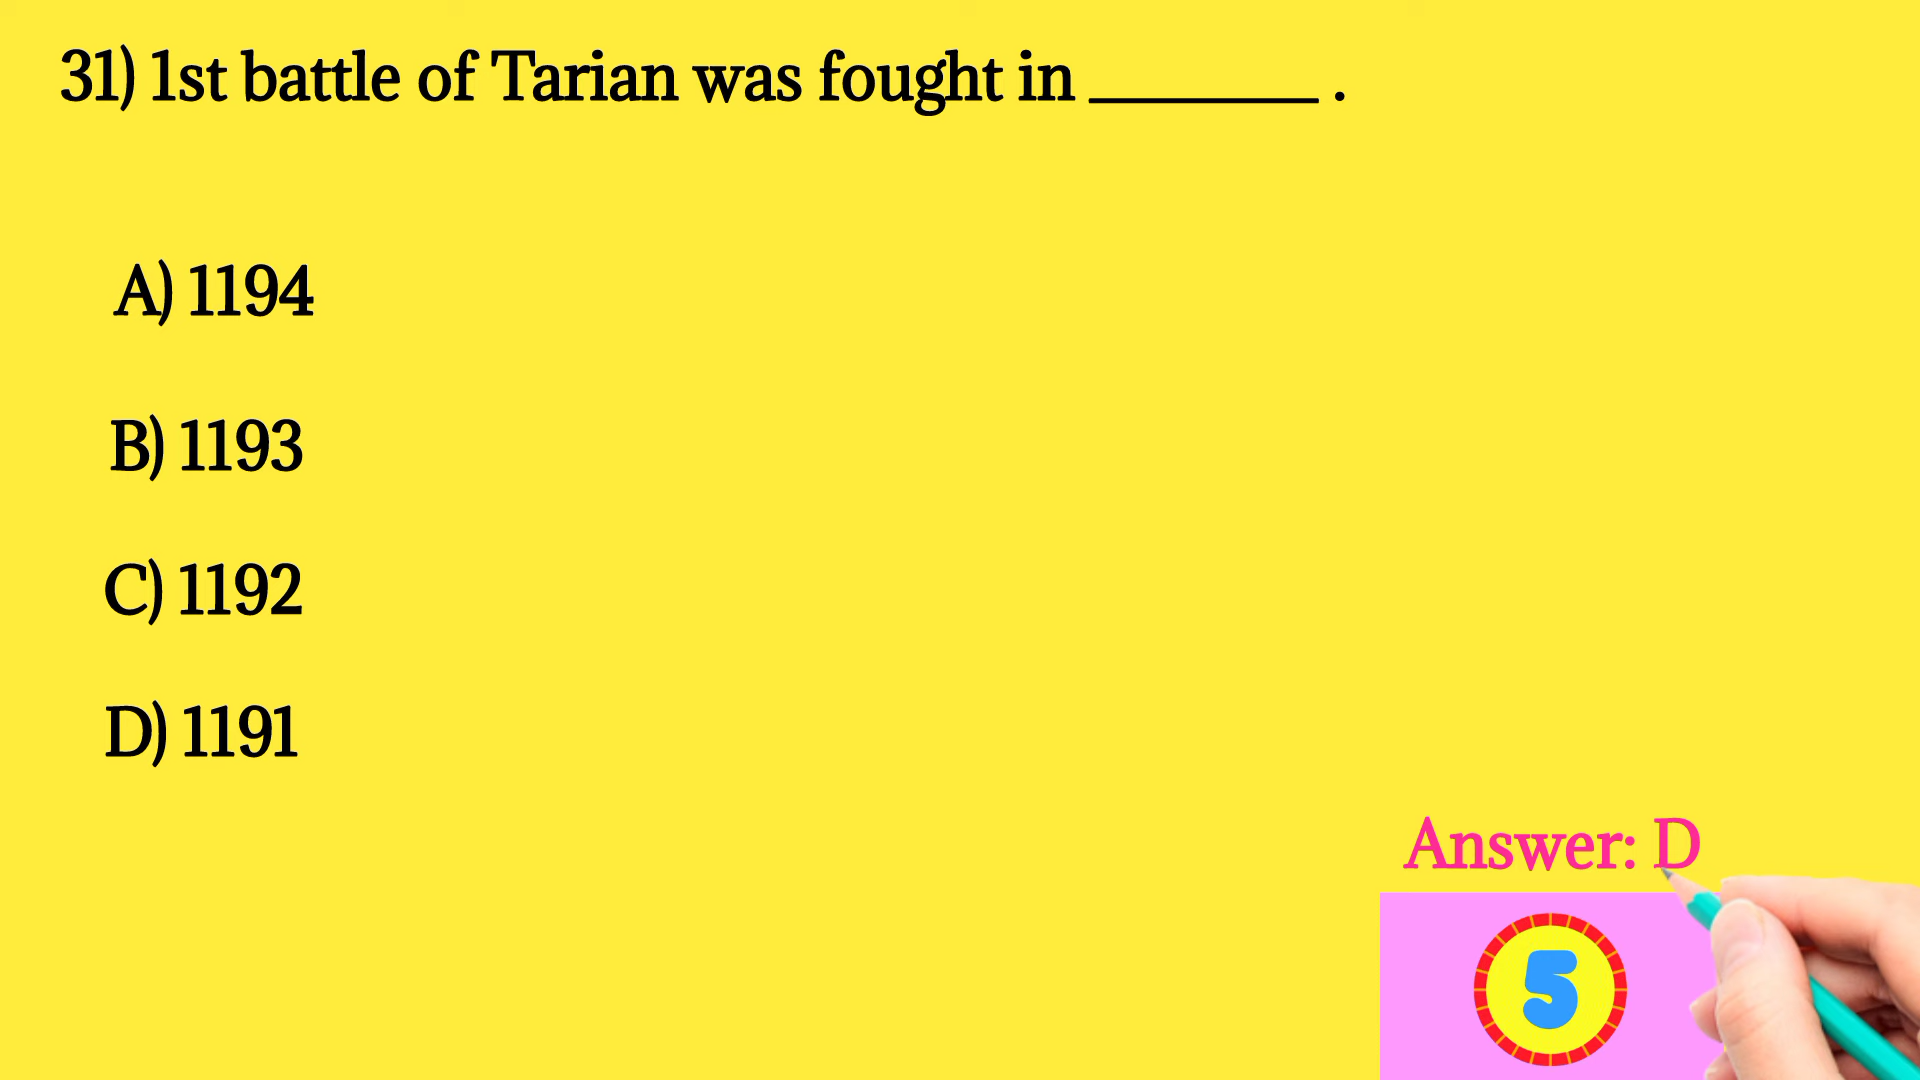 31) 1st battle of Tarian was fought in ________ .
A) 1194
B) 1193
C) 1192
D) 1191
Answer: D
5